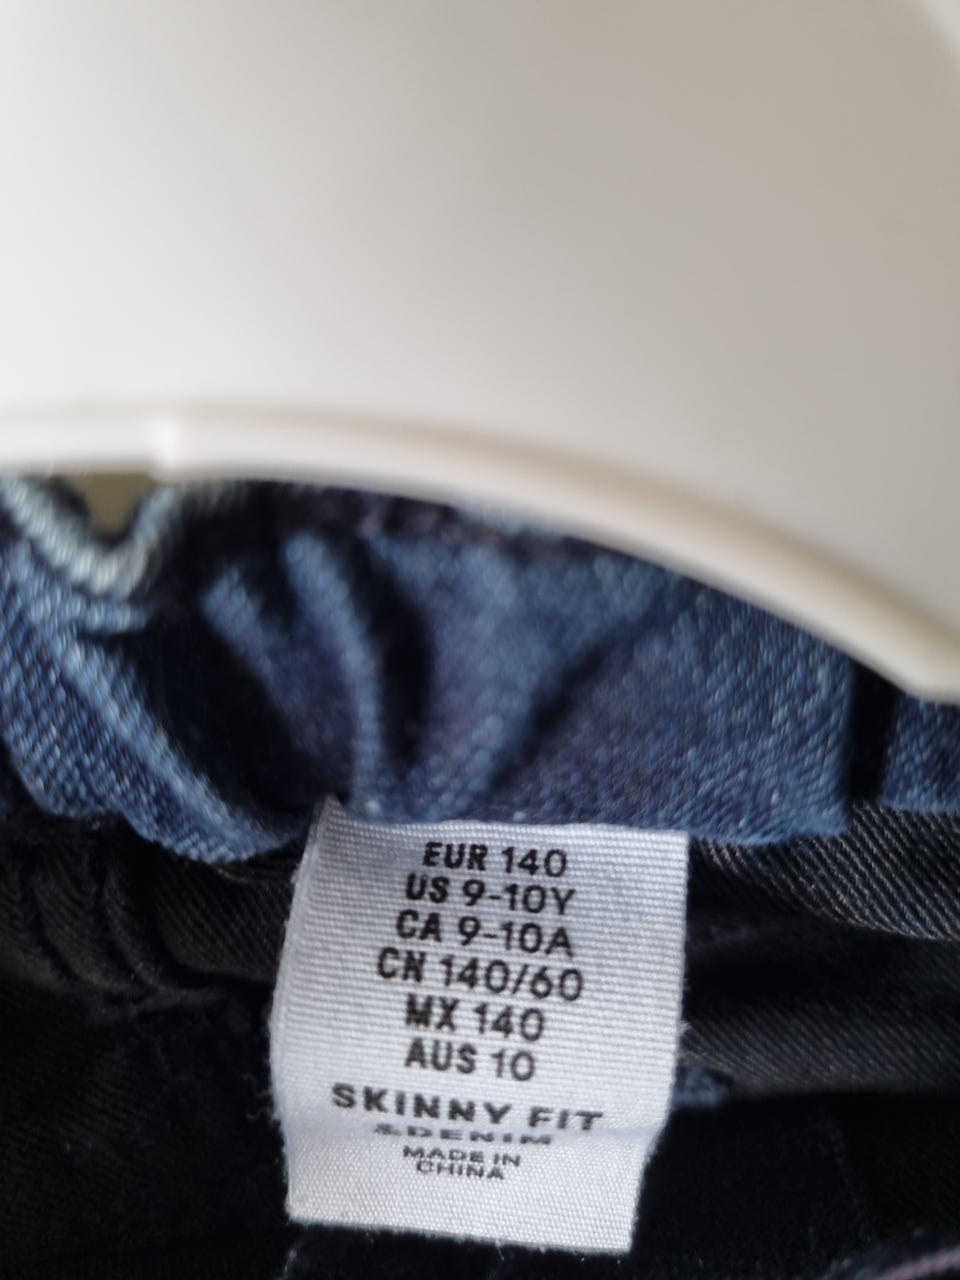 EUR 140
US 9-10Y
CA 9-10A
CN 140/60
MX 140
AUS 10
SKINNY FIT
&DENIM
MADE IN
CHINA